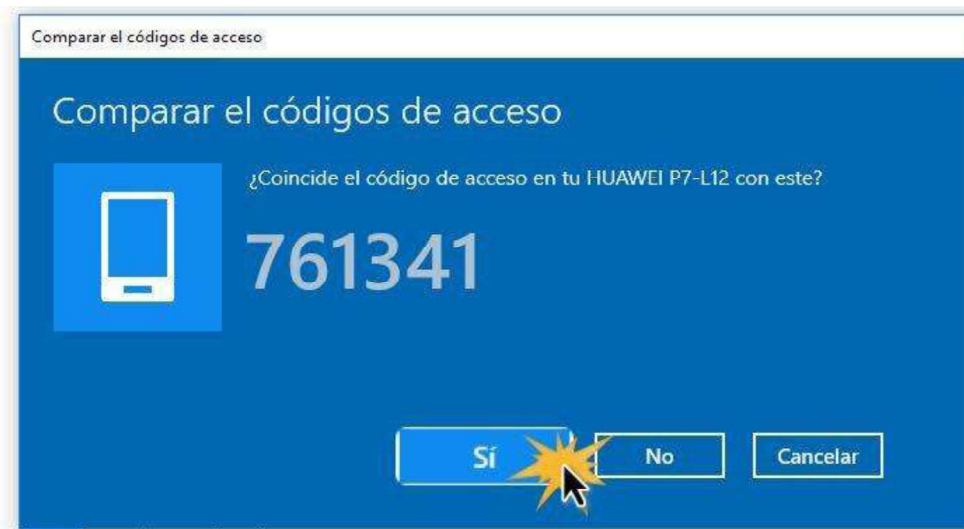 Comparar el códigos de acceso
Comparar el códigos de acceso
¿Coincide el código de acceso en tu HUAWEI P7-L12 con este?
761341
Sí
No
Cancelar